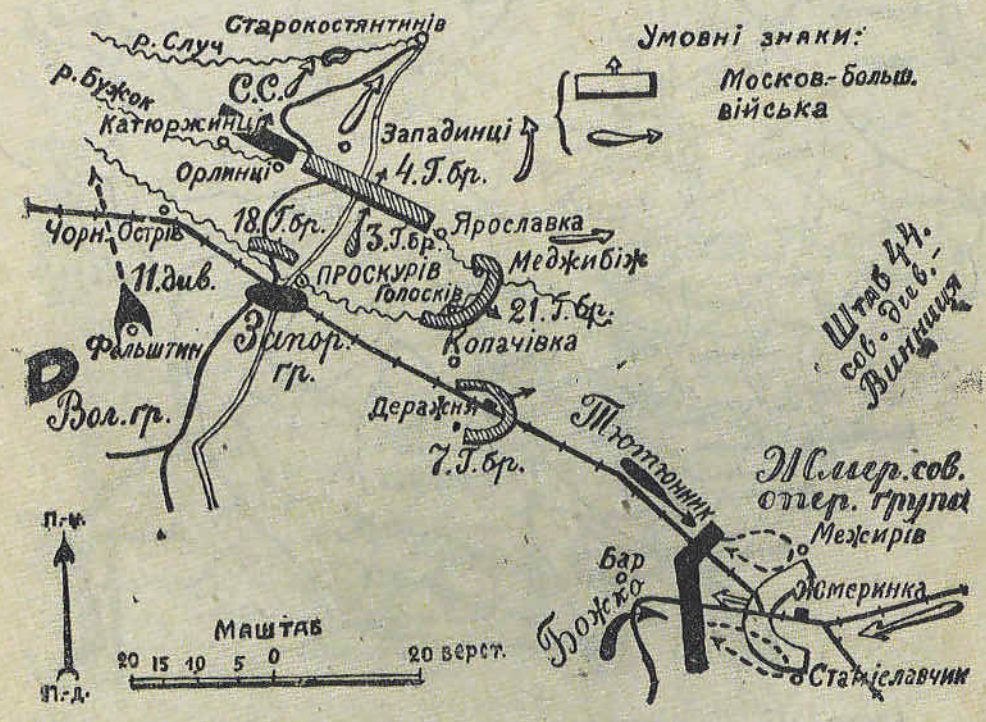 Старокостянтинів
р. Случ
Умовні знаки:
Москов.-больш.
війська
р. Бужок
С.С.
Катюржинці
Западинці
Орлинці
4.Г.бр.
Чорн. Острів
18.Г.бр.
3.Г.бр.
Ярославка
Меджибіж
11.див.
Проскурів
Голосків
21.Г.бр.
Штаб 44.
сов. див. -
Винниця
Фельштин
Запор.
гр.
Копачівка
Вол. гр.
Деражня
7.Г.бр.
Тютюнник
Жмер. сов.
опер. група
Межирів
П.-н.
Бар
Жмеринка
Божко
Маштаб
20 15 10 5 0 20 верст.
П.-д.
Станіславчик